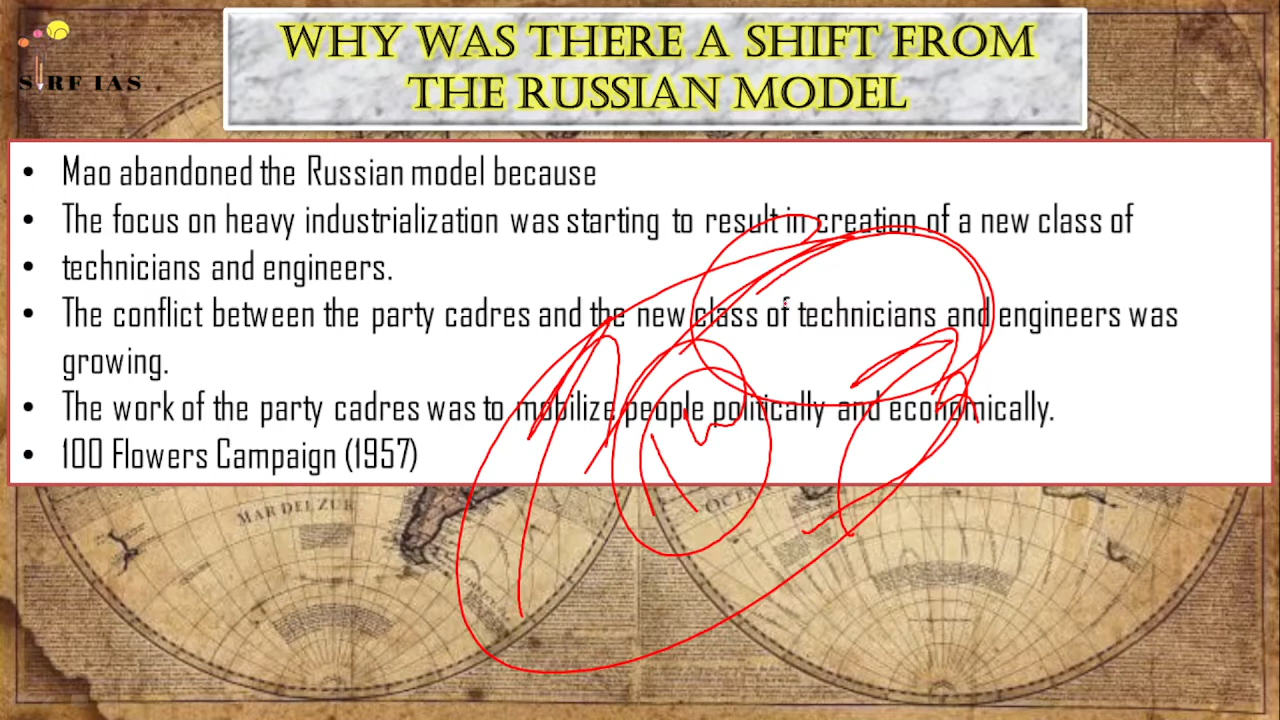 SIRF IAS
WHY WAS THERE A SHIFT FROM
THE RUSSIAN MODEL
• Mao abandoned the Russian model because
• The focus on heavy industrialization was starting to result in creation of a new class of
• technicians and engineers.
• The conflict between the party cadres and the new class of technicians and engineers was
growing.
• The work of the party cadres was to mobilize people politically and economically.
• 100 Flowers Campaign (1957)
MAR DEL ZUR
OCEA